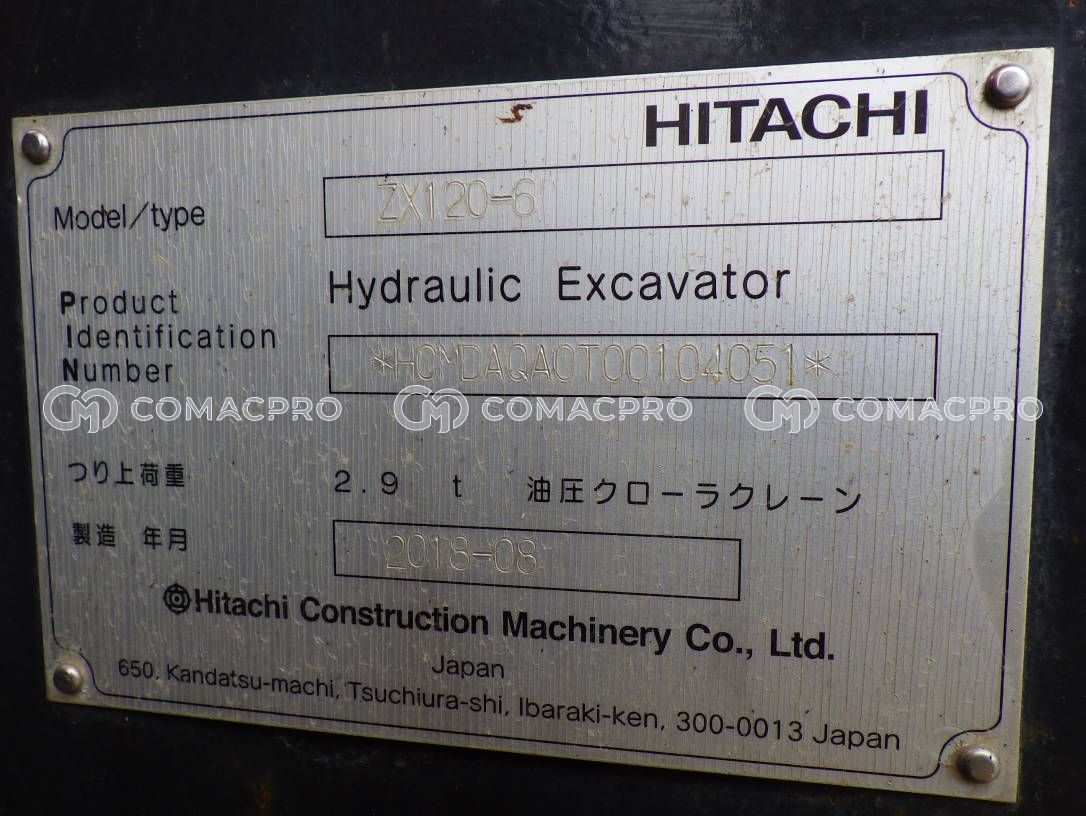 HITACHI
Model/type ZX120-6
Hydraulic Excavator
Product
Identification
Number
*HCMDAQA0T00104051*
COMACPRO COMACPRO COMACPRO
つり上荷重 2.9 t 油圧クローラクレーン
製造 年月 2018-08
Hitachi Construction Machinery Co., Ltd.
Japan
650, Kandatsu-machi, Tsuchiura-shi, Ibaraki-ken, 300-0013 Japan